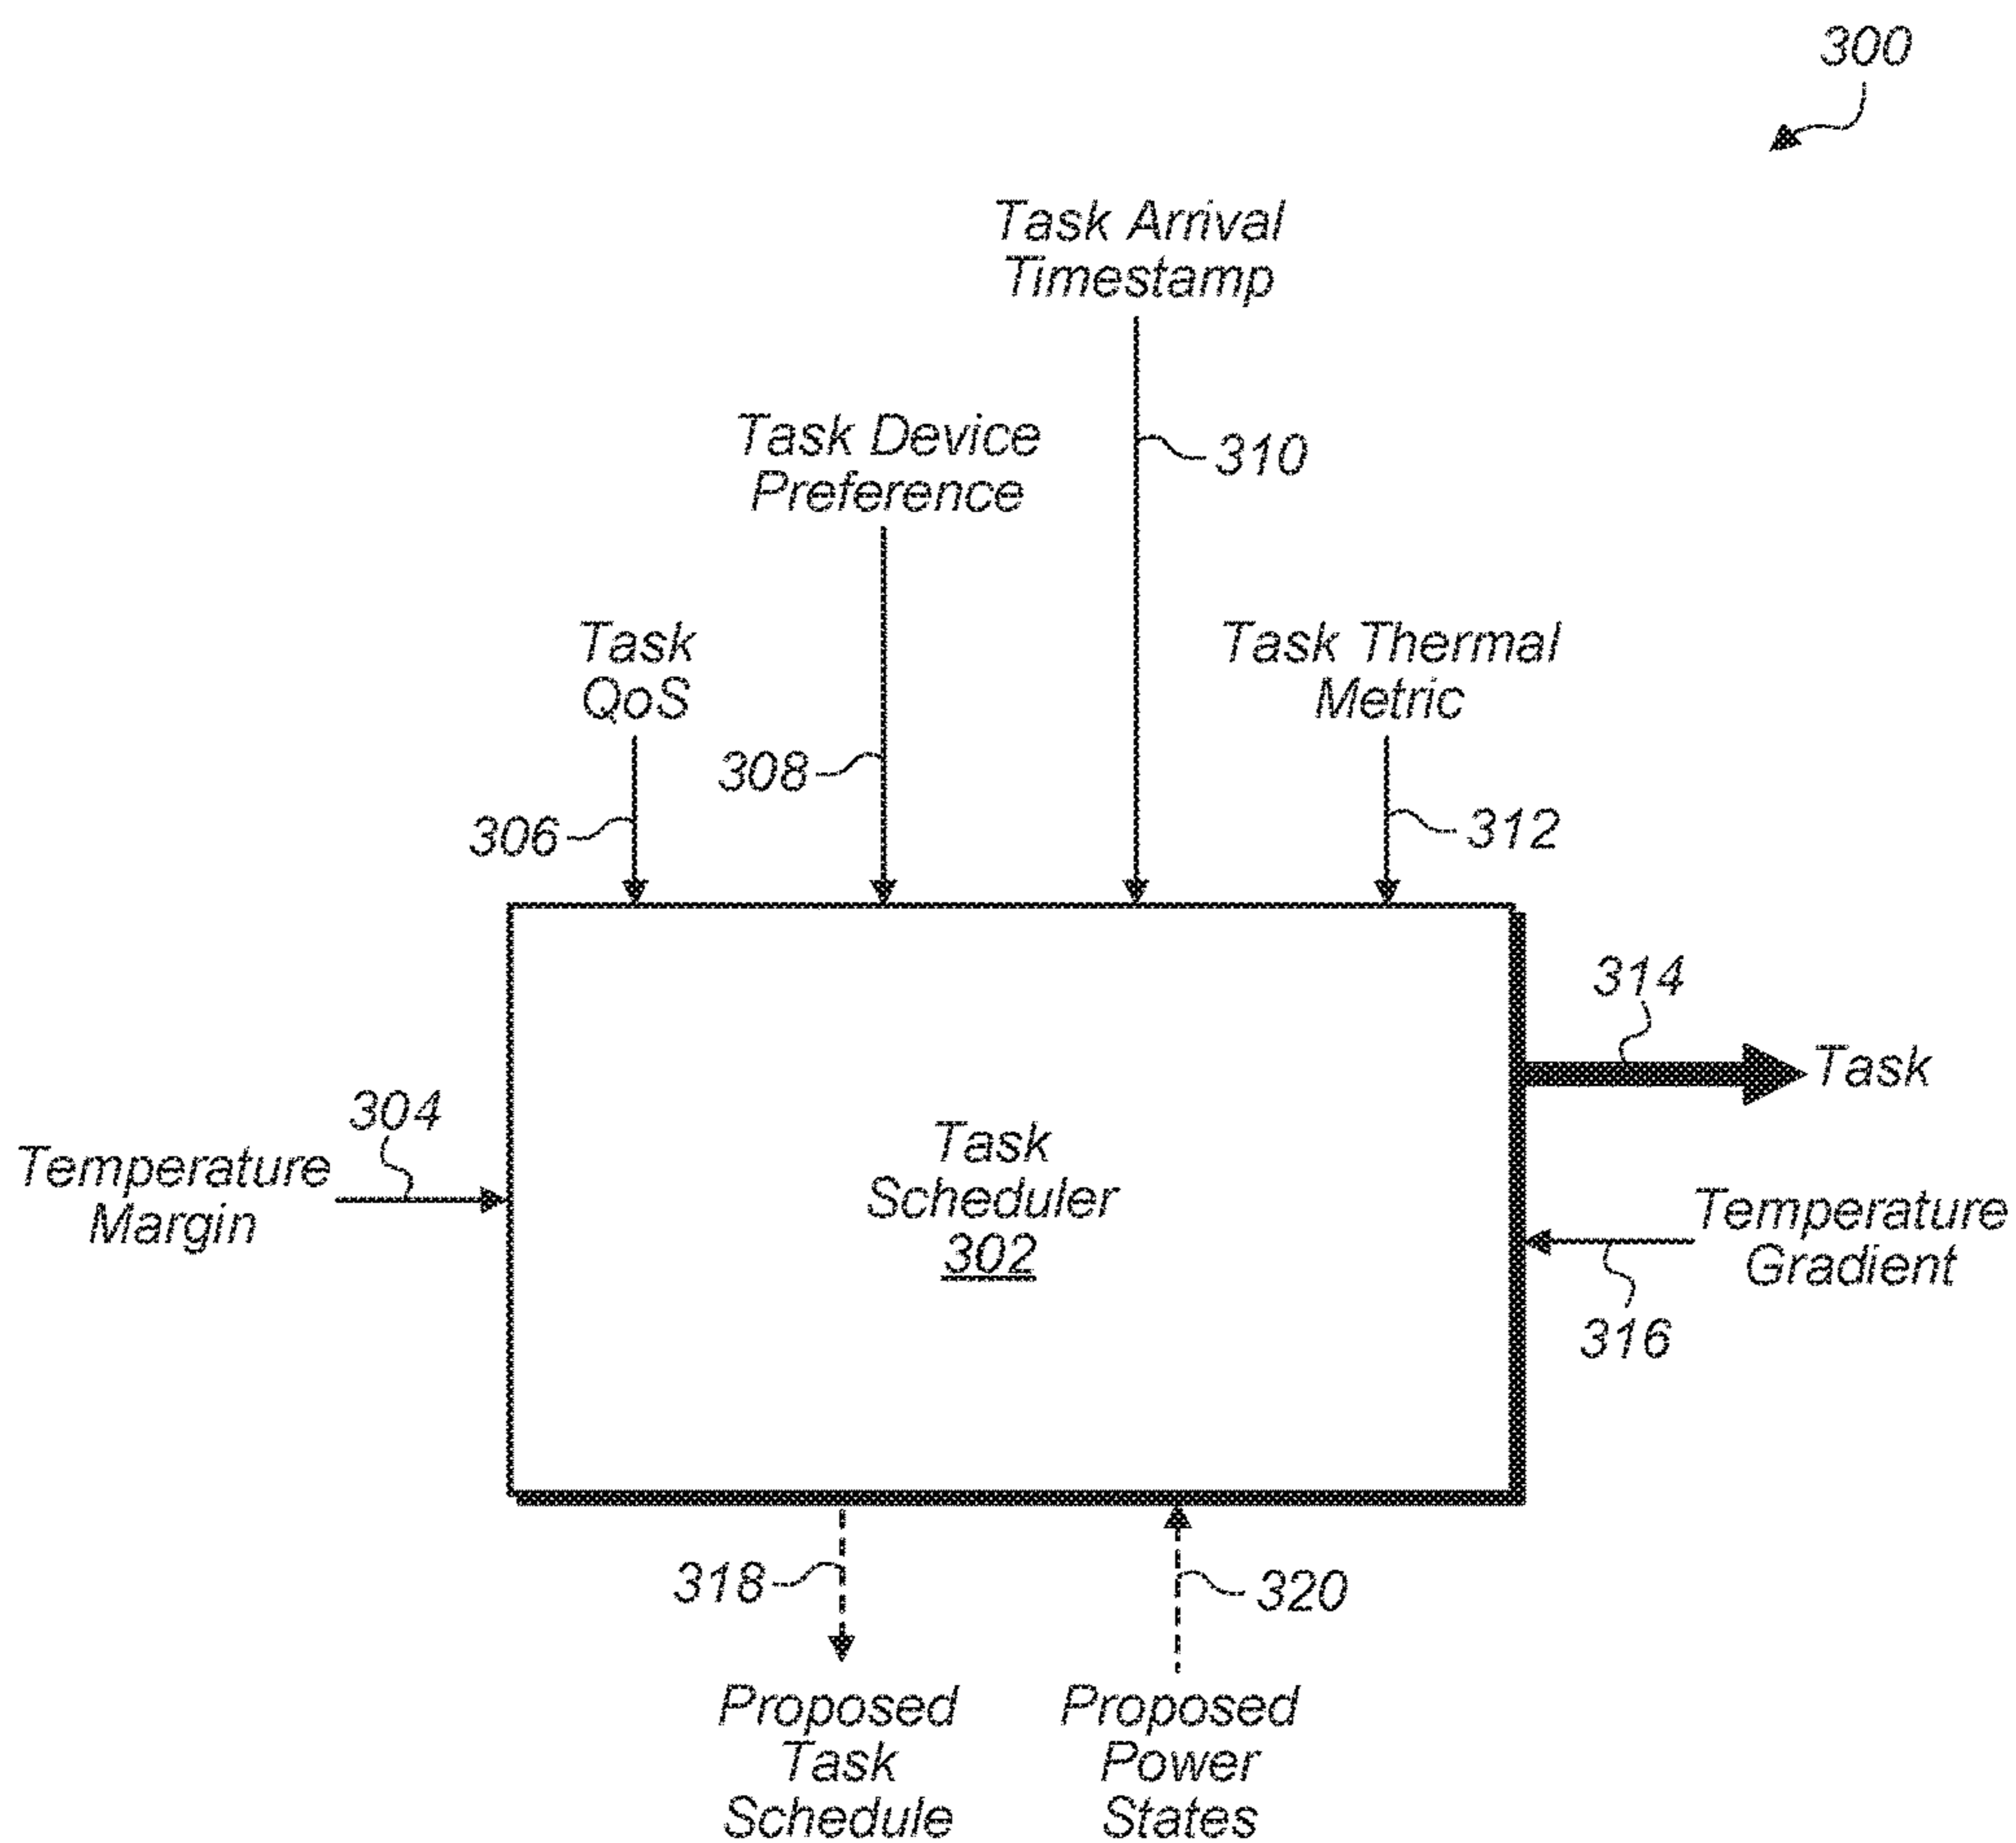 300
Task Arrival
Timestamp
310
Task Device
Preference
308
Task
QoS
306
Task Thermal
Metric
312
314
Task
304
Temperature
Margin
Task
Scheduler
302
Temperature
Gradient
316
318
320
Proposed
Task
Schedule
Proposed
Power
States